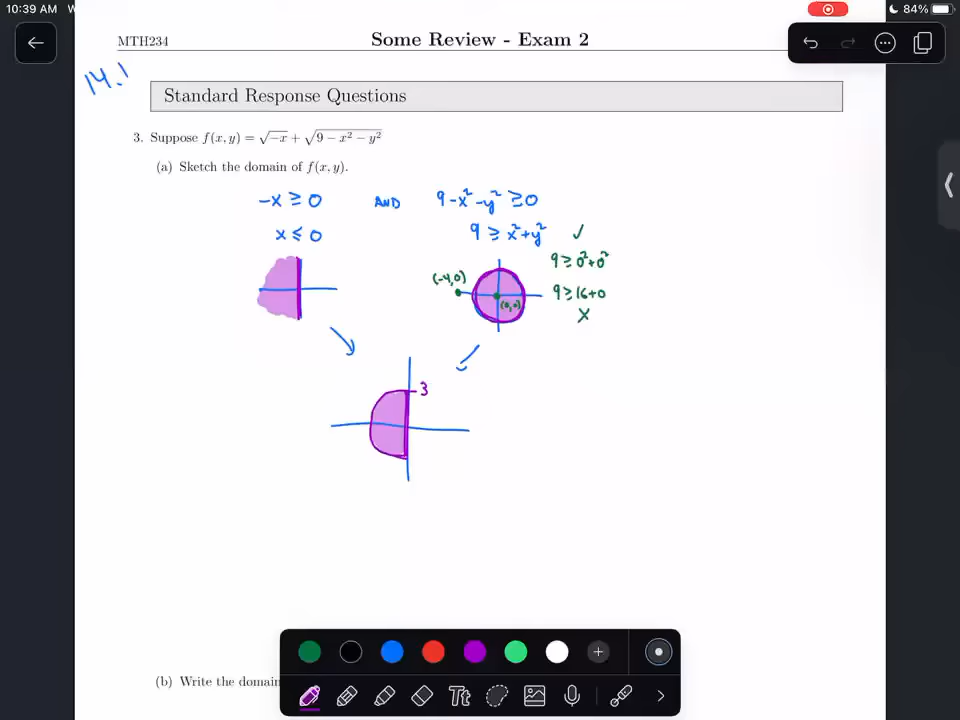 10:39 AM
84%
MTH234 Some Review - Exam 2
14.1
Standard Response Questions
3. Suppose f(x, y) = √−x + √9 − x² − y²
(a) Sketch the domain of f(x, y).
-x ≥ 0 AND 9-x²-y² ≥ 0
x ≤ 0 9 ≥ x²+y² ✓
9 ≥ 0²+0²
(-4,0)
9 ≥ 16+0
(0,0)
X
3
(b) Write the domain
Tt